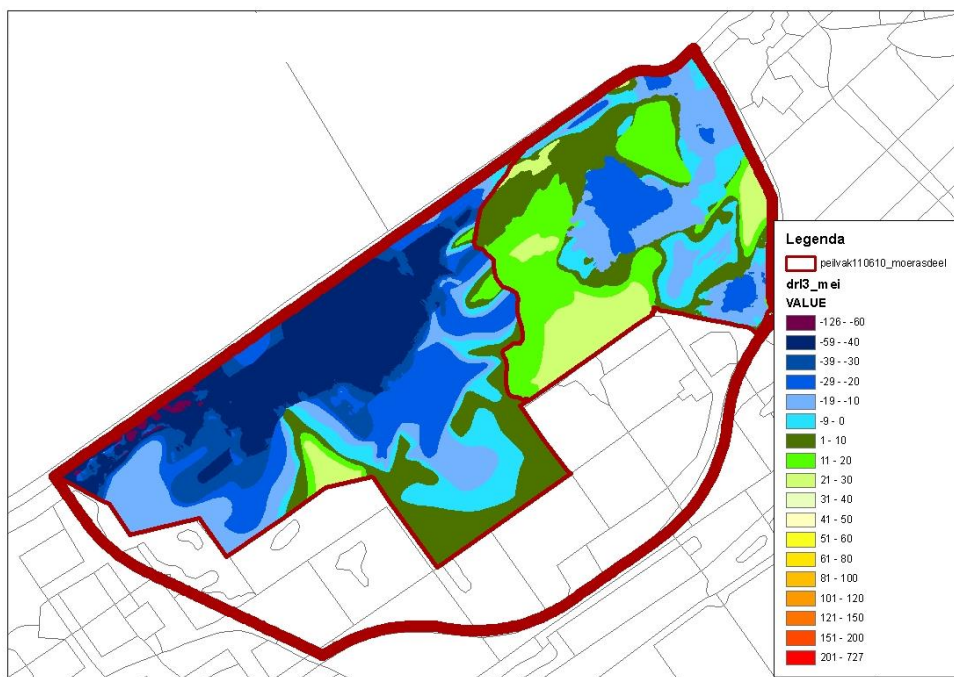 Legenda
peilvak110610_moerasdeel
drl3_mei
VALUE
-126 - -60
-59 - -40
-39 - -30
-29 - -20
-19 - -10
-9 - 0
1 - 10
11 - 20
21 - 30
31 - 40
41 - 50
51 - 60
61 - 80
81 - 100
101 - 120
121 - 150
151 - 200
201 - 727